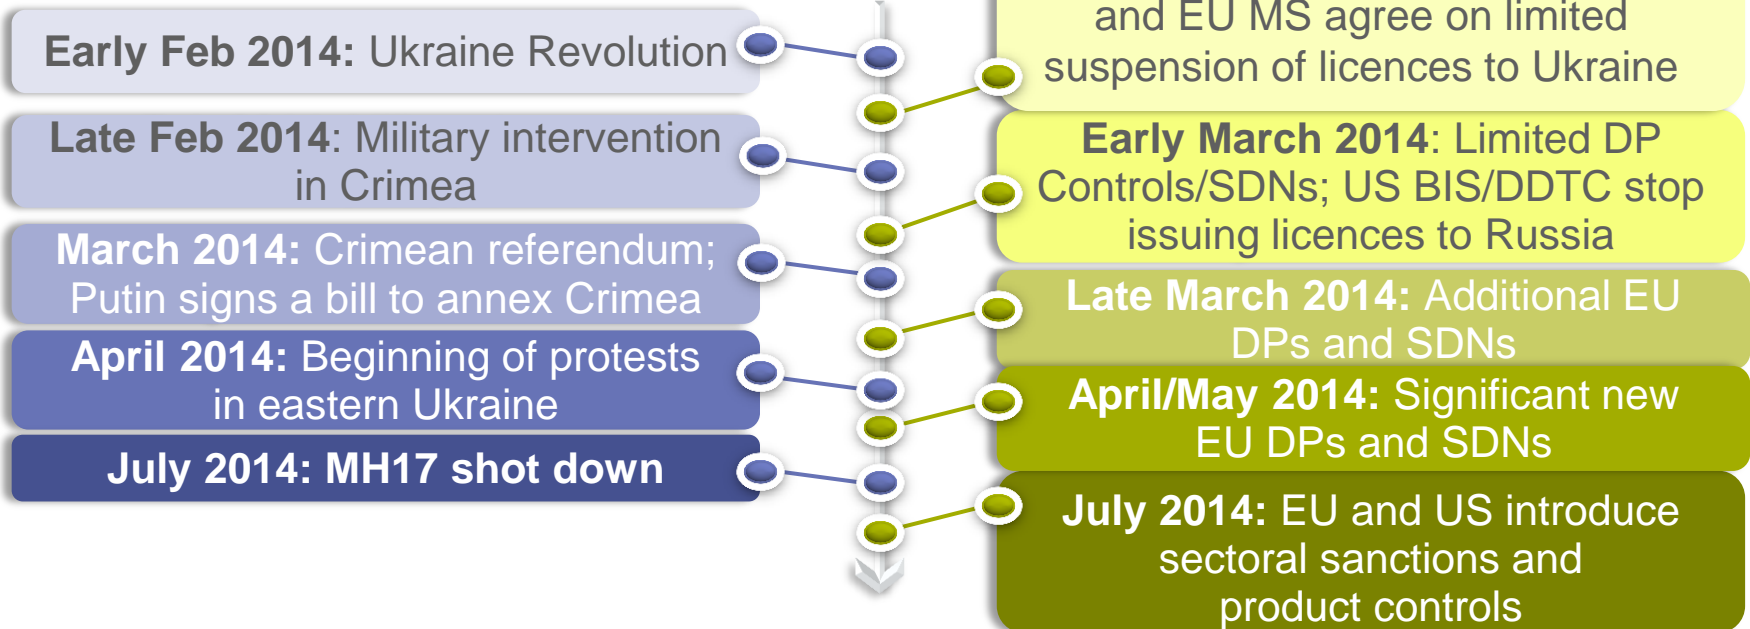 Early Feb 2014: Ukraine Revolution
Late Feb 2014: Military intervention
in Crimea
March 2014: Crimean referendum;
Putin signs a bill to annex Crimea
April 2014: Beginning of protests
in eastern Ukraine
July 2014: MH17 shot down
and EU MS agree on limited
suspension of licences to Ukraine
Early March 2014: Limited DP
Controls/SDNs; US BIS/DDTC stop
issuing licences to Russia
Late March 2014: Additional EU
DPs and SDNs
April/May 2014: Significant new
EU DPs and SDNs
July 2014: EU and US introduce
sectoral sanctions and
product controls